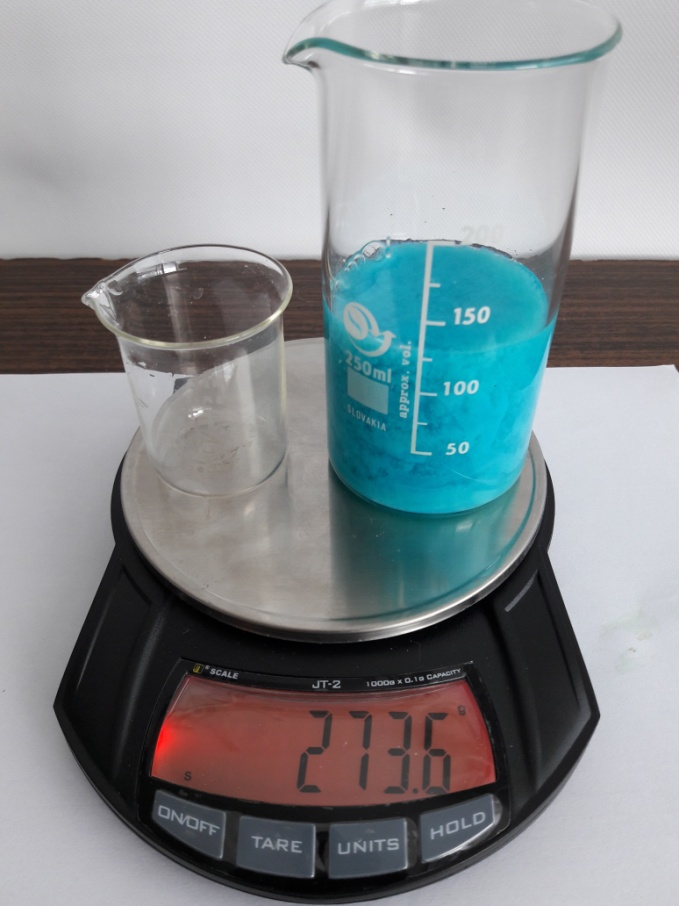 200
150
250ml
approx. vol.
100
SLOVAKIA
50
SCALE
JT-2
1000g x 0.1g CAPACITY
273.6
g
S
ON/OFF
TARE
UNITS
HOLD